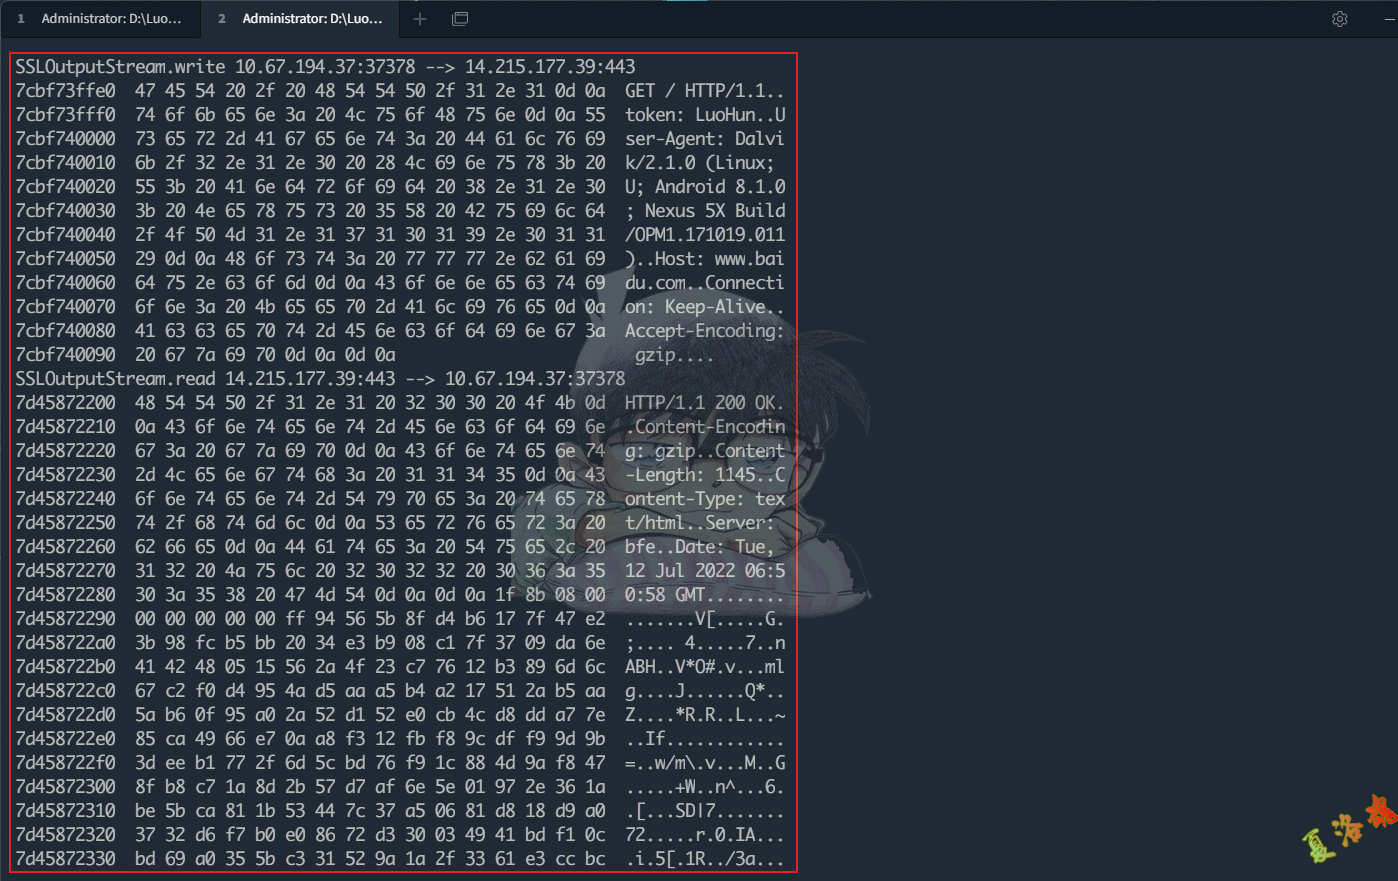 1 Administrator: D:\Luo... 2 Administrator: D:\Luo...
SSLOutputStream.write 10.67.194.37:37378 --> 14.215.177.39:443
7cbf73ffe0 47 45 54 20 2f 20 48 54 54 50 2f 31 2e 31 0d 0a GET / HTTP/1.1..
7cbf73fff0 74 6f 6b 65 6e 3a 20 4c 75 6f 48 75 6e 0d 0a 55 token: LuoHun..U
7cbf740000 73 65 72 2d 41 67 65 6e 74 3a 20 44 61 6c 76 69 ser-Agent: Dalvi
7cbf740010 6b 2f 32 2e 31 2e 30 20 28 4c 69 6e 75 78 3b 20 k/2.1.0 (Linux;
7cbf740020 55 3b 20 41 6e 64 72 6f 69 64 20 38 2e 31 2e 30 U; Android 8.1.0
7cbf740030 3b 20 4e 65 78 75 73 20 35 58 20 42 75 69 6c 64 ; Nexus 5X Build
7cbf740040 2f 4f 50 4d 31 2e 31 37 31 30 31 39 2e 30 31 31 /OPM1.171019.011
7cbf740050 29 0d 0a 48 6f 73 74 3a 20 77 77 77 2e 62 61 69 )..Host: www.bai
7cbf740060 64 75 2e 63 6f 6d 0d 0a 43 6f 6e 6e 65 63 74 69 du.com..Connecti
7cbf740070 6f 6e 3a 20 4b 65 65 70 2d 41 6c 69 76 65 0d 0a on: Keep-Alive..
7cbf740080 41 63 63 65 70 74 2d 45 6e 63 6f 64 69 6e 67 3a Accept-Encoding:
7cbf740090 20 67 7a 69 70 0d 0a 0d 0a gzip....
SSLOutputStream.read 14.215.177.39:443 --> 10.67.194.37:37378
7d45872200 48 54 54 50 2f 31 2e 31 20 32 30 30 20 4f 4b 0d HTTP/1.1 200 OK.
7d45872210 0a 43 6f 6e 74 65 6e 74 2d 45 6e 63 6f 64 69 6e .Content-Encodin
7d45872220 67 3a 20 67 7a 69 70 0d 0a 43 6f 6e 74 65 6e 74 g: gzip..Content
7d45872230 2d 4c 65 6e 67 74 68 3a 20 31 31 34 35 0d 0a 43 -Length: 1145..C
7d45872240 6f 6e 74 65 6e 74 2d 54 79 70 65 3a 20 74 65 78 ontent-Type: tex
7d45872250 74 2f 68 74 6d 6c 0d 0a 53 65 72 76 65 72 3a 20 t/html..Server:
7d45872260 62 66 65 0d 0a 44 61 74 65 3a 20 54 75 65 2c 20 bfe..Date: Tue,
7d45872270 31 32 20 4a 75 6c 20 32 30 32 32 20 30 36 3a 35 12 Jul 2022 06:5
7d45872280 30 3a 35 38 20 47 4d 54 0d 0a 0d 0a 1f 8b 08 00 0:58 GMT........
7d45872290 00 00 00 00 00 ff 94 56 5b 8f d4 b6 17 7f 47 e2 .......V[.....G.
7d458722a0 3b 98 fc b5 bb 20 34 e3 b9 08 c1 7f 37 09 da 6e ;.... 4.....7..n
7d458722b0 41 42 48 05 15 56 2a 4f 23 c7 76 12 b3 89 6d 6c ABH..V*O#.v...ml
7d458722c0 67 c2 f0 d4 95 4a d5 aa a5 b4 a2 17 51 2a b5 aa g....J......Q*..
7d458722d0 5a b6 0f 95 a0 2a 52 d1 52 e0 cb 4c d8 dd a7 7e Z....*R.R..L...~
7d458722e0 85 ca 49 66 e7 0a a8 f3 12 fb f8 9c df f9 9d 9b ..If............
7d458722f0 3d ee b1 77 2f 6d 5c bd 76 f9 1c 88 4d 9a f8 47 =..w/m\.v...M..G
7d45872300 8f b8 c7 1a 8d 2b 57 d7 af 6e 5e 01 97 2e 36 1a .....+W..n^...6.
7d45872310 be 5b ca 81 1b 53 44 7c 37 a5 06 81 d8 18 d9 a0 .[...SD|7.......
7d45872320 37 32 d6 f7 b0 e0 86 72 d3 30 03 49 41 bd f1 0c 72.....r.0.IA...
7d45872330 bd 69 a0 35 5b c3 31 52 9a 1a 2f 33 61 e3 cc bc .i.5[.1R../3a...
夏洛魂